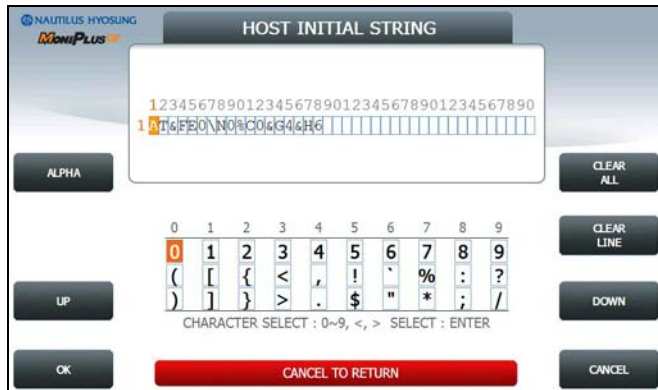 NAUTILUS HYOSUNG
MoniPlus CE
HOST INITIAL STRING
1234567890123456789012345678901234567890
1 AT&FE0\N0%C0&G4&H6
ALPHA
CLEAR
ALL
0 1 2 3 4 5 6 7 8 9
0 1 2 3 4 5 6 7 8 9
( [ { < , ! ` % : ?
) ] } > . $ " * ; /
CLEAR
LINE
UP
DOWN
CHARACTER SELECT : 0~9, <, > SELECT : ENTER
OK
CANCEL TO RETURN
CANCEL